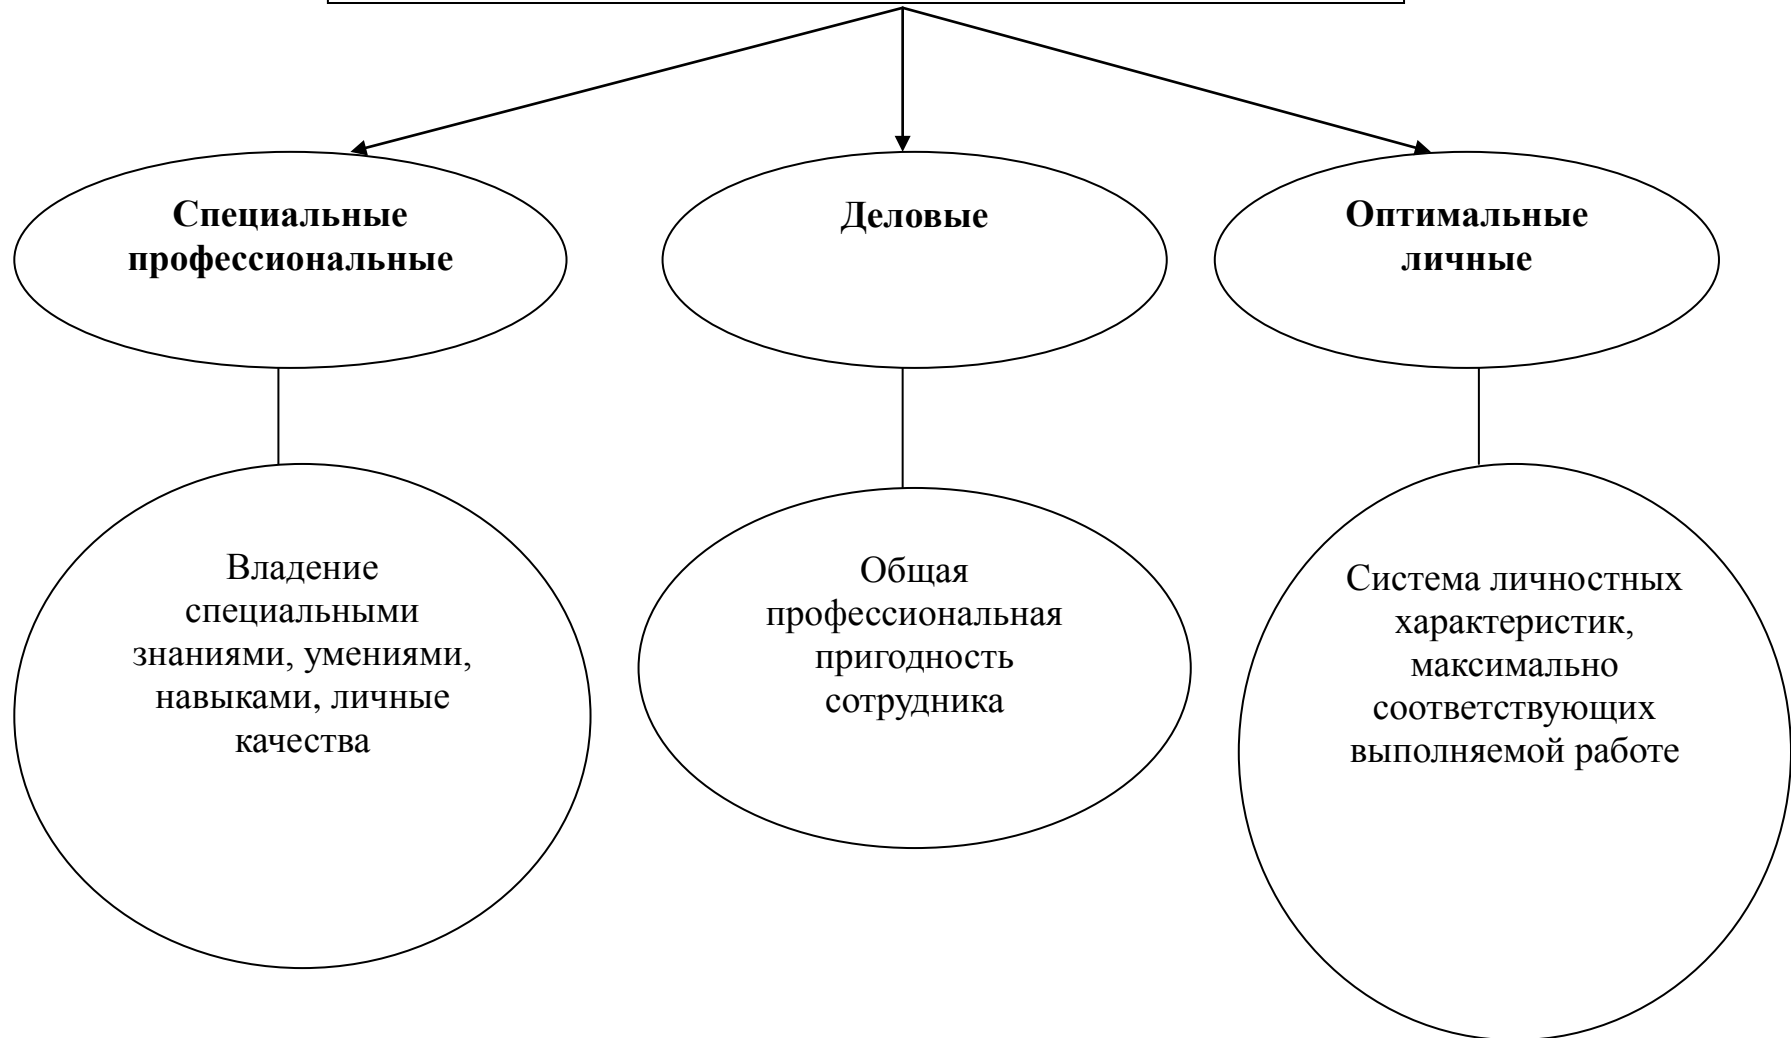 Специальные
профессиональные
Деловые
Оптимальные
личные
Владение
специальными
знаниями, умениями,
навыками, личные
качества
Общая
профессиональная
пригодность
сотрудника
Система личностных
характеристик,
максимально
соответствующих
выполняемой работе